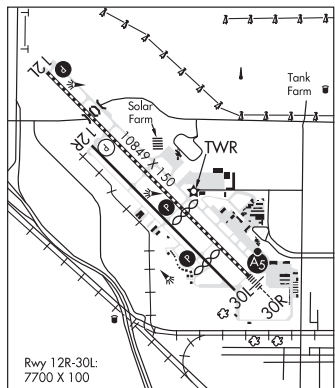 12L
P
Solar
Farm
Tank
Farm
12R
P
10849 X 150
TWR
P
P
A5
30L
30R
Rwy 12R-30L:
7700 X 100